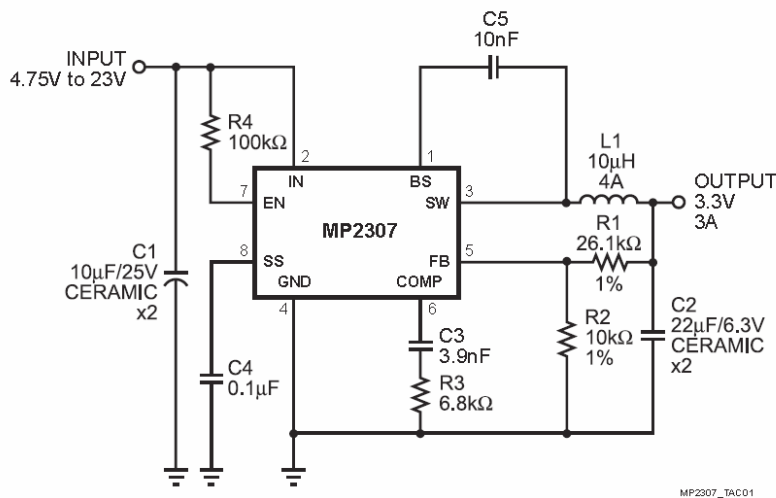 C5
10nF
INPUT
4.75V to 23V
R4
100kΩ
2
1
IN
BS
L1
10μH
4A
OUTPUT
3.3V
3A
7
EN
SW
3
MP2307
R1
26.1kΩ
1%
8
SS
FB
5
C1
10μF/25V
CERAMIC
x2
GND
COMP
4
6
R2
10kΩ
1%
C2
22μF/6.3V
CERAMIC
x2
C3
3.9nF
C4
0.1μF
R3
6.8kΩ
MP2307_TAC01